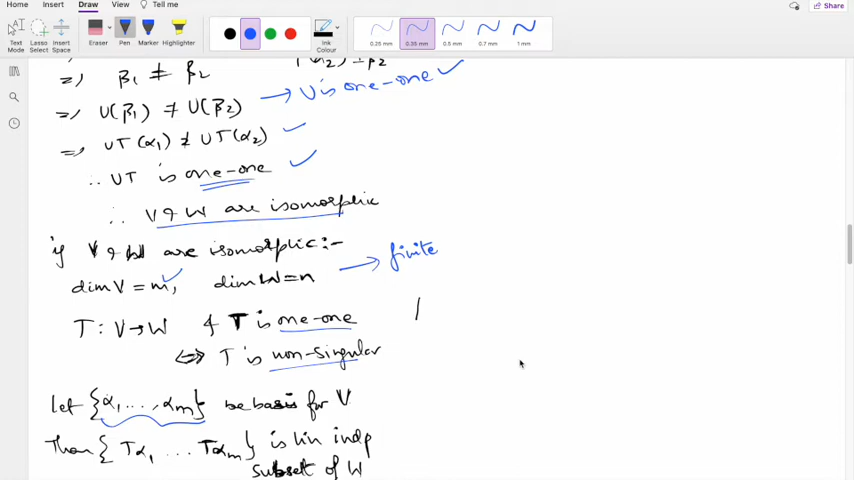 Home Insert Draw View Tell me Share
Text Mode Lasso Select Insert Space Eraser Pen Marker Highlighter Ink Colour 0.25 mm 0.35 mm 0.5 mm 0.7 mm 1 mm
=> β1 ≠ β2
=> U(β1) ≠ U(β2) → U is one-one ✓
=> UT(α1) ≠ UT(α2) ✓
∴ UT is one-one ✓
∴ V & W are isomorphic
if V & W are isomorphic:-
dimV = m, ✓ dimW = n → finite
T: V→W & T is one-one
⇔ T is non-singular
let {α1, ..., αm} be basis for V
Then {Tα1 ... Tαm} is lin indp
subset of W